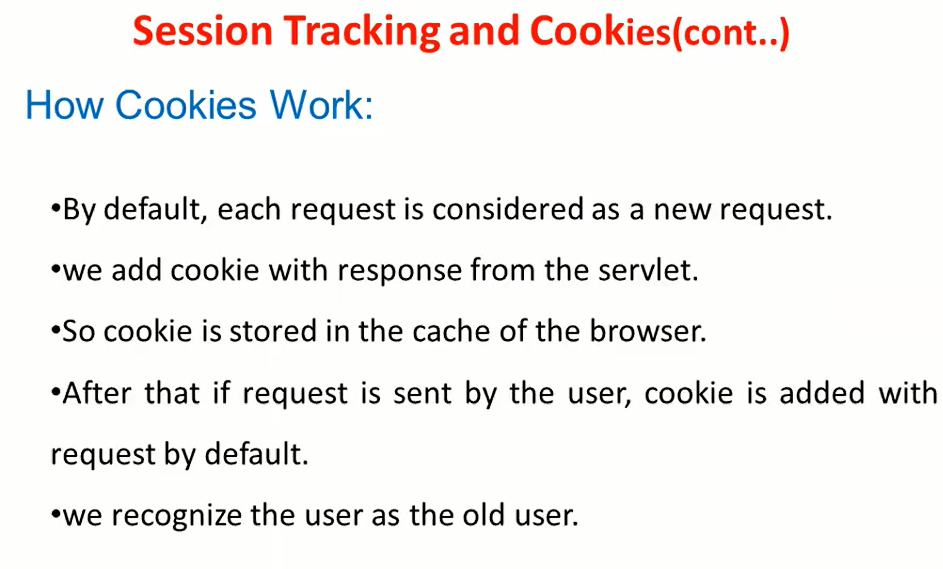 Session Tracking and Cookies(cont..)
How Cookies Work:
•By default, each request is considered as a new request.
•we add cookie with response from the servlet.
•So cookie is stored in the cache of the browser.
•After that if request is sent by the user, cookie is added with
request by default.
•we recognize the user as the old user.